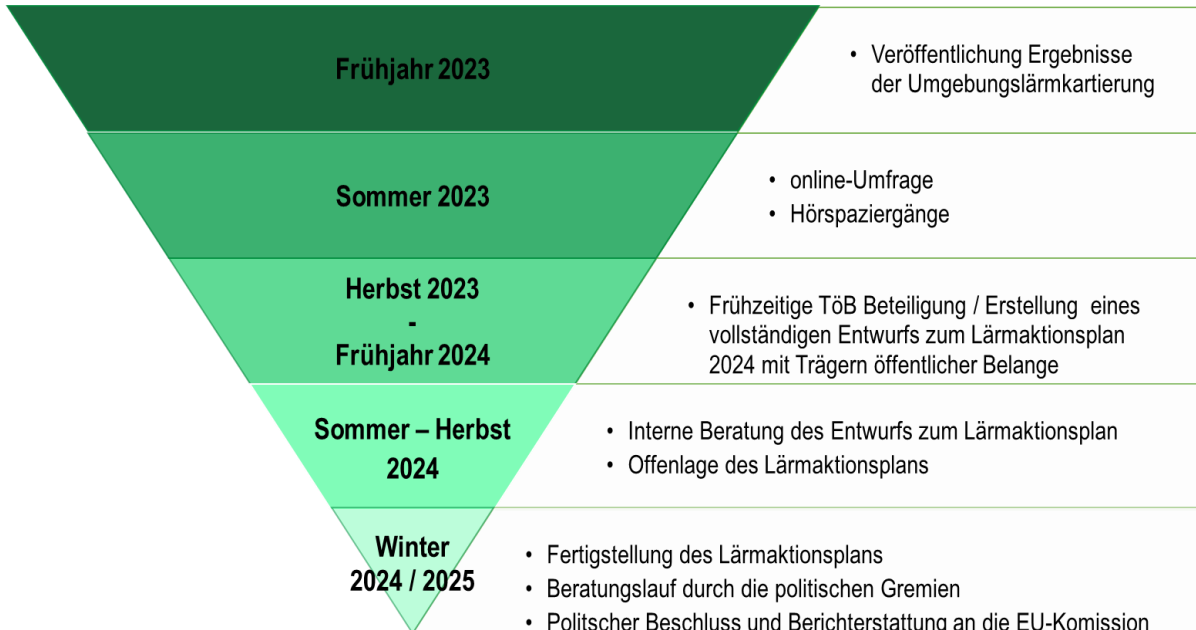 Frühjahr 2023
• Veröffentlichung Ergebnisse
der Umgebungslärmkartierung
Sommer 2023
• online-Umfrage
• Hörspaziergänge
Herbst 2023
-
Frühjahr 2024
• Frühzeitige TöB Beteiligung / Erstellung eines
vollständigen Entwurfs zum Lärmaktionsplan
2024 mit Trägern öffentlicher Belange
Sommer – Herbst
2024
• Interne Beratung des Entwurfs zum Lärmaktionsplan
• Offenlage des Lärmaktionsplans
Winter
2024 / 2025
• Fertigstellung des Lärmaktionsplans
• Beratungslauf durch die politischen Gremien
• Politscher Beschluss und Berichterstattung an die EU-Komission